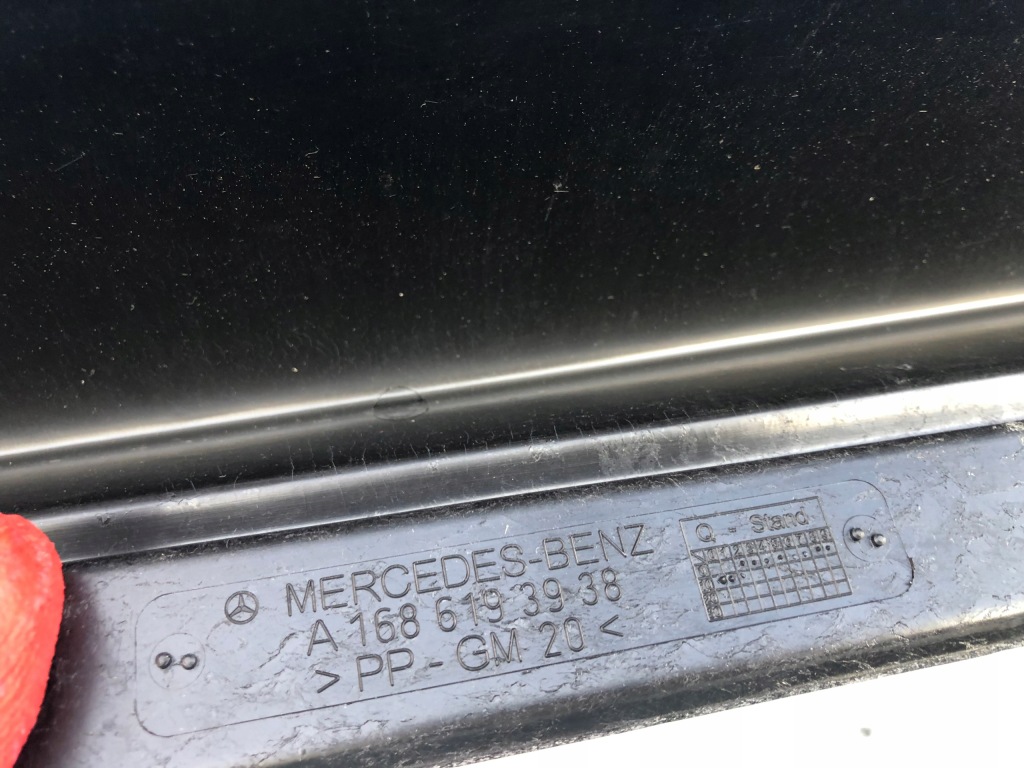 MERCEDES-BENZ
A 168 619 39 38
> PP - GM 20 <
Q - Stand